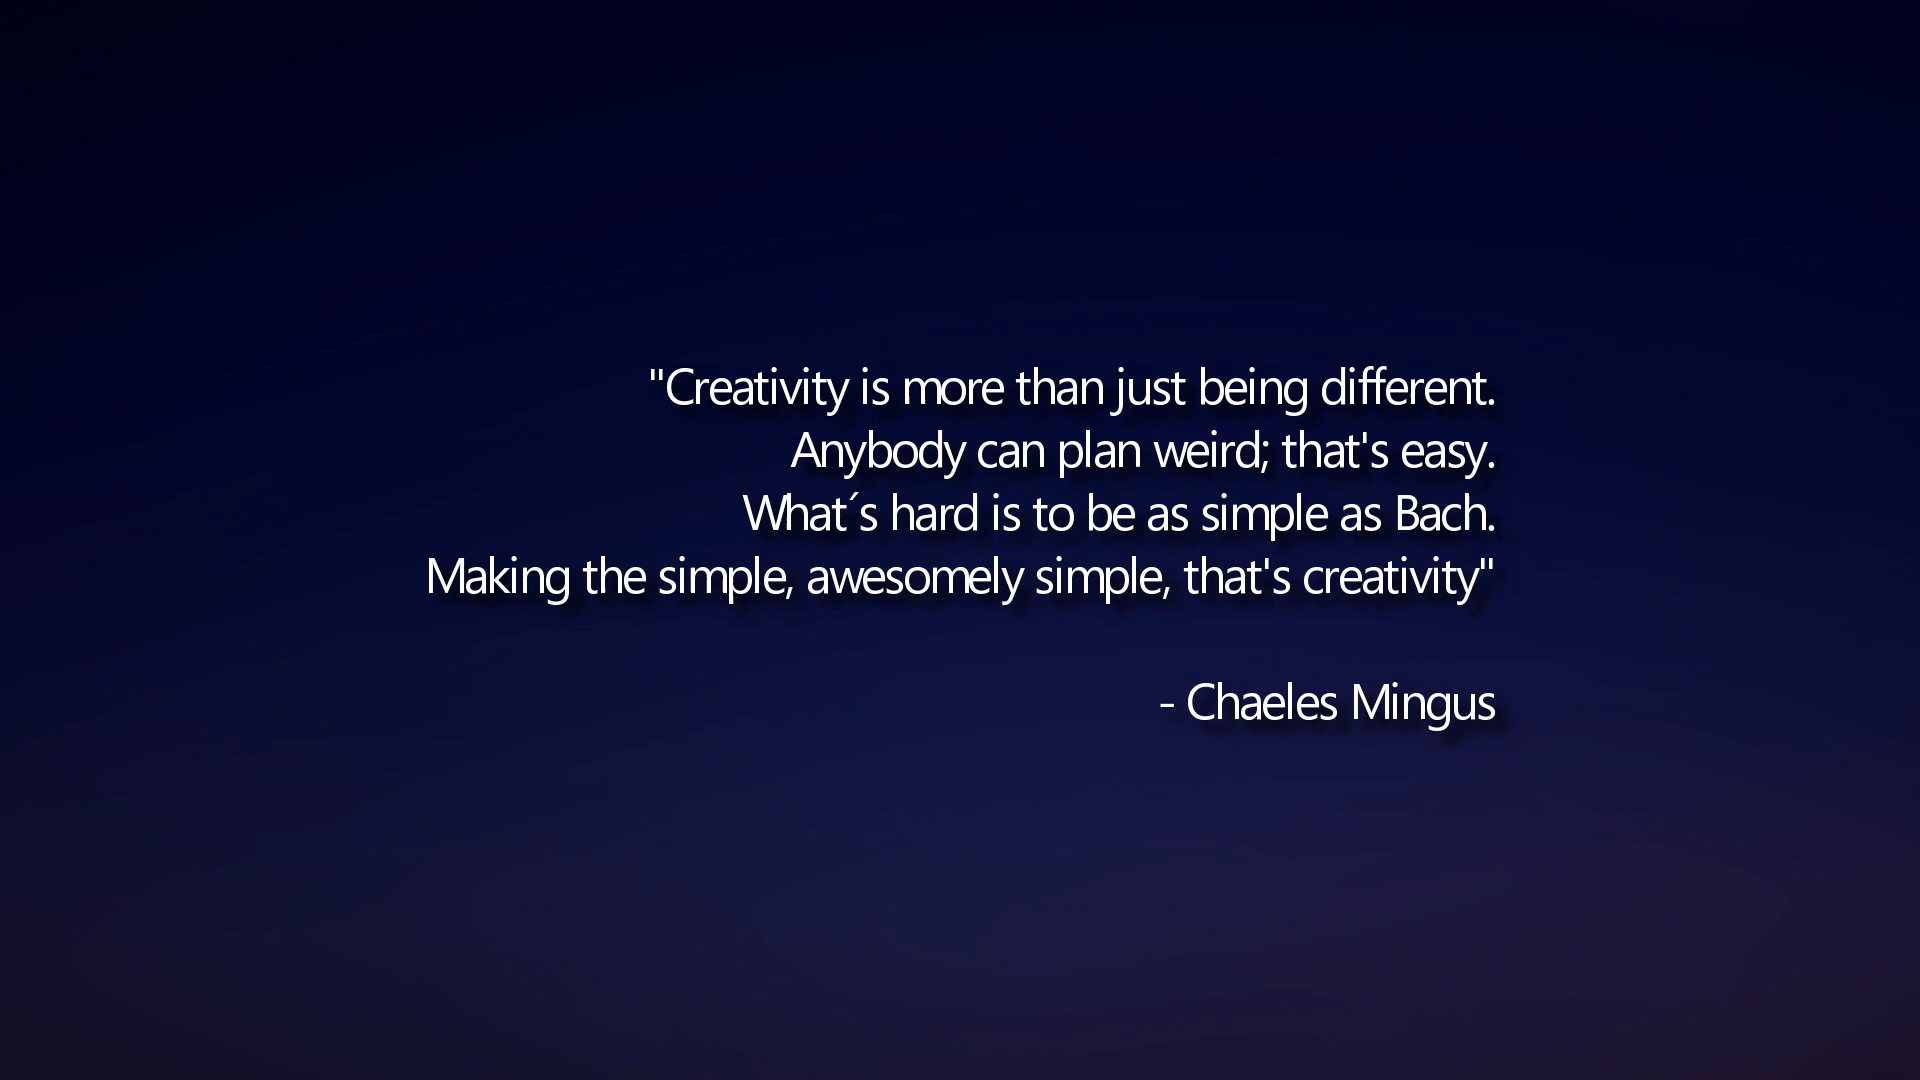 "Creativity is more than just being different.
Anybody can plan weird; that's easy.
What´s hard is to be as simple as Bach.
Making the simple, awesomely simple, that's creativity"
- Chaeles Mingus